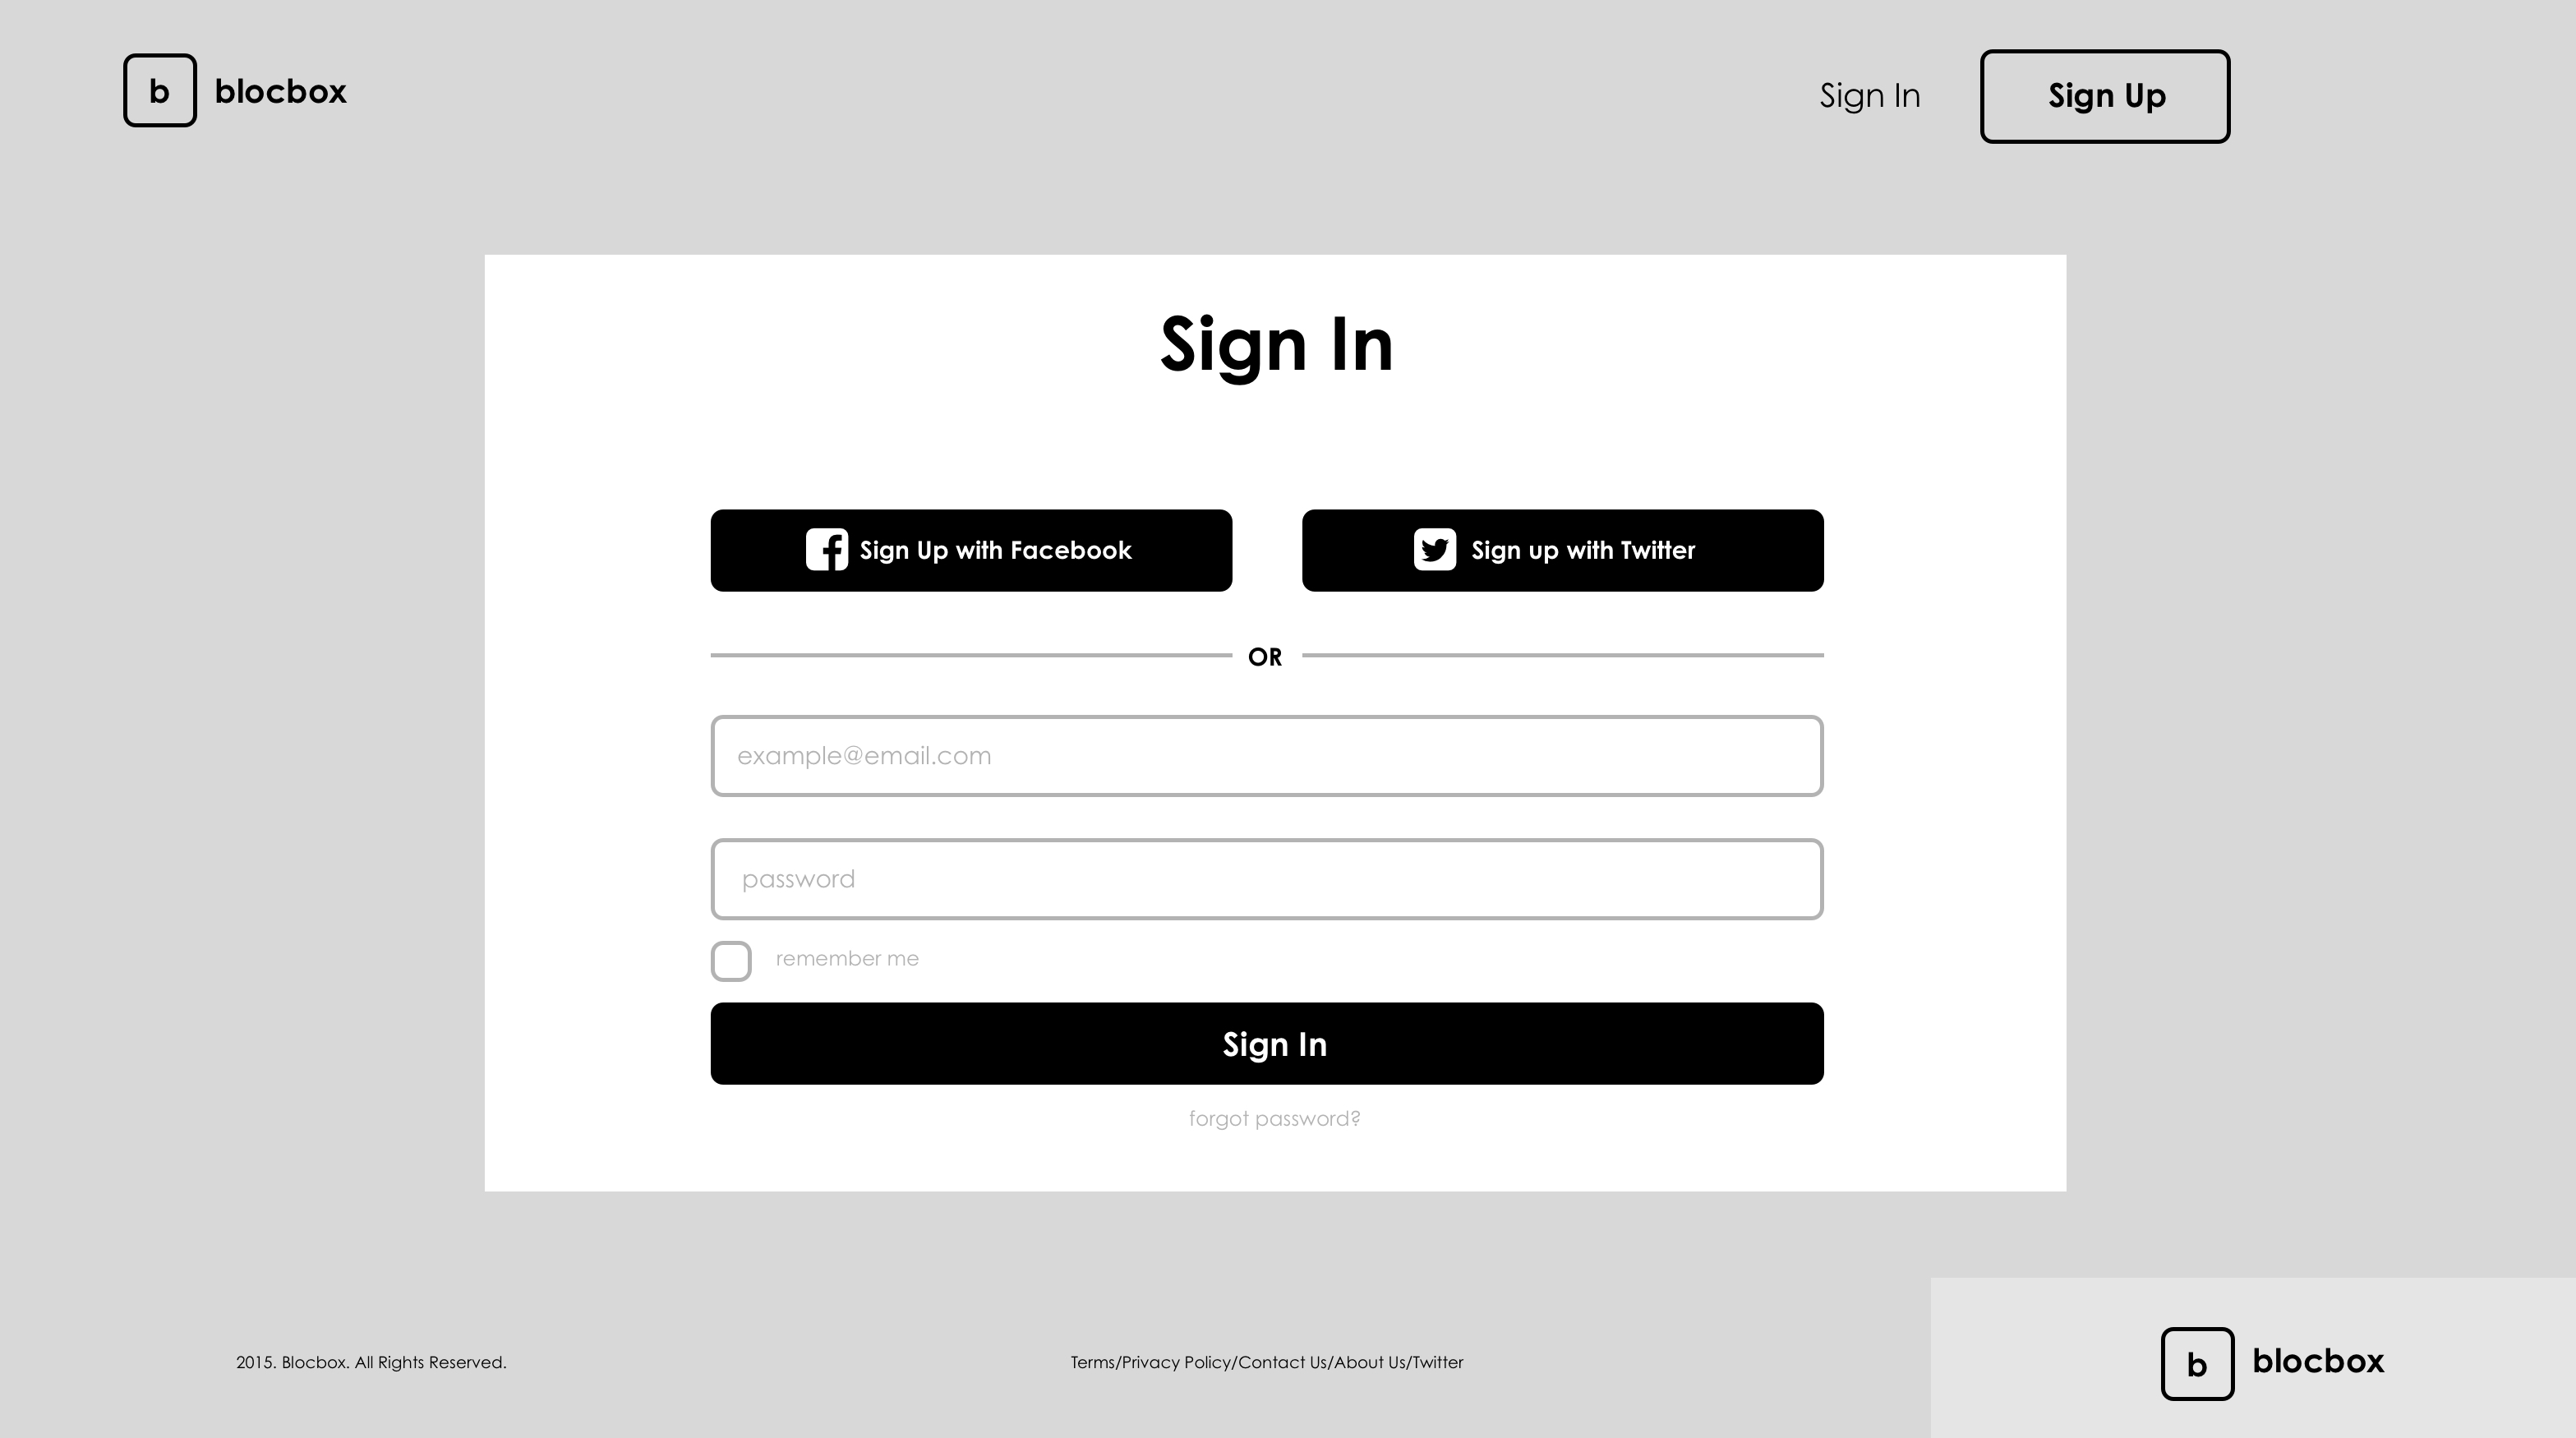 b blocbox
Sign In
Sign Up
Sign In
Sign Up with Facebook
Sign up with Twitter
OR
example@email.com
password
remember me
Sign In
forgot password?
2015. Blocbox. All Rights Reserved.
Terms/Privacy Policy/Contact Us/About Us/Twitter
b blocbox